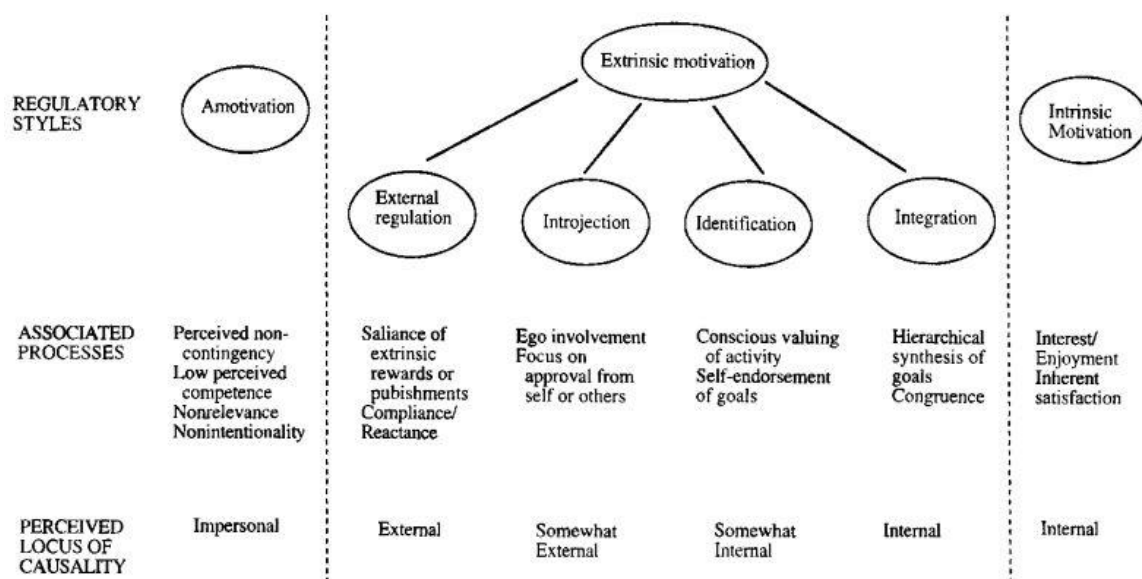 Extrinsic motivation
REGULATORY
STYLES
Amotivation
Intrinsic
Motivation
External
regulation
Introjection
Identification
Integration
ASSOCIATED
PROCESSES
Perceived non-
contingency
Low perceived
competence
Nonrelevance
Nonintentionality
Saliance of
extrinsic
rewards or
pubishments
Compliance/
Reactance
Ego involvement
Focus on
approval from
self or others
Conscious valuing
of activity
Self-endorsement
of goals
Hierarchical
synthesis of
goals
Congruence
Interest/
Enjoyment
Inherent
satisfaction
PERCEIVED
LOCUS OF
CAUSALITY
Impersonal
External
Somewhat
External
Somewhat
Internal
Internal
Internal